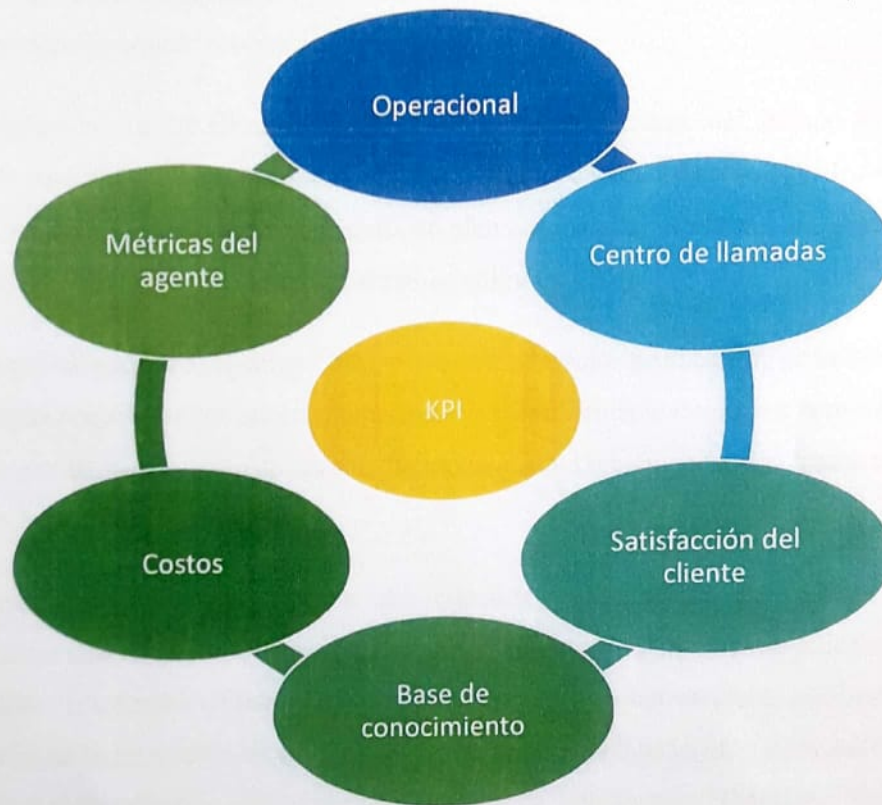 Operacional
Centro de llamadas
Satisfacción del
cliente
Base de
conocimiento
Costos
Métricas del
agente
KPI